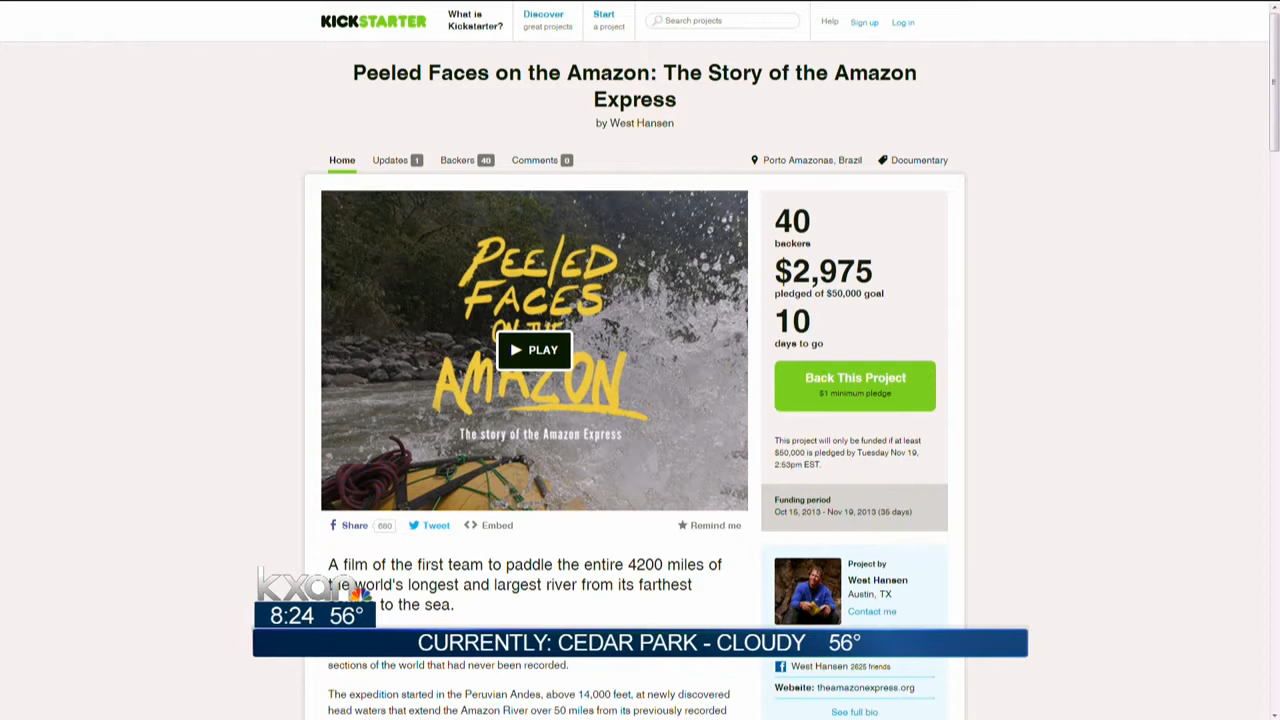 KICKSTARTER
What is Kickstarter?
Discover great projects
Start a project
Search projects
Help Sign up Log in
Peeled Faces on the Amazon: The Story of the Amazon
Express
by West Hansen
Home Updates 1 Backers 40 Comments 0
Porto Amazonas, Brazil Documentary
PEELED
FACES
ON THE
AMAZON
PLAY
The story of the Amazon Express
40
backers
$2,975
pledged of $50,000 goal
10
days to go
Back This Project
$1 minimum pledge
This project will only be funded if at least
$50,000 is pledged by Tuesday Nov 19,
2:53pm EST.
Funding period
Oct 15, 2013 - Nov 19, 2013 (35 days)
Share 680 Tweet Embed Remind me
A film of the first team to paddle the entire 4200 miles of
the world's longest and largest river from its farthest
to the sea.
Project by
West Hansen
Austin, TX
Contact me
kxan
8:24 56°
CURRENTLY: CEDAR PARK - CLOUDY 56°
sections of the world that had never been recorded.
The expedition started in the Peruvian Andes, above 14,000 feet, at newly discovered
head waters that extend the Amazon River over 50 miles from its previously recorded
West Hansen 2625 friends
Website: theamazonexpress.org
See full bio